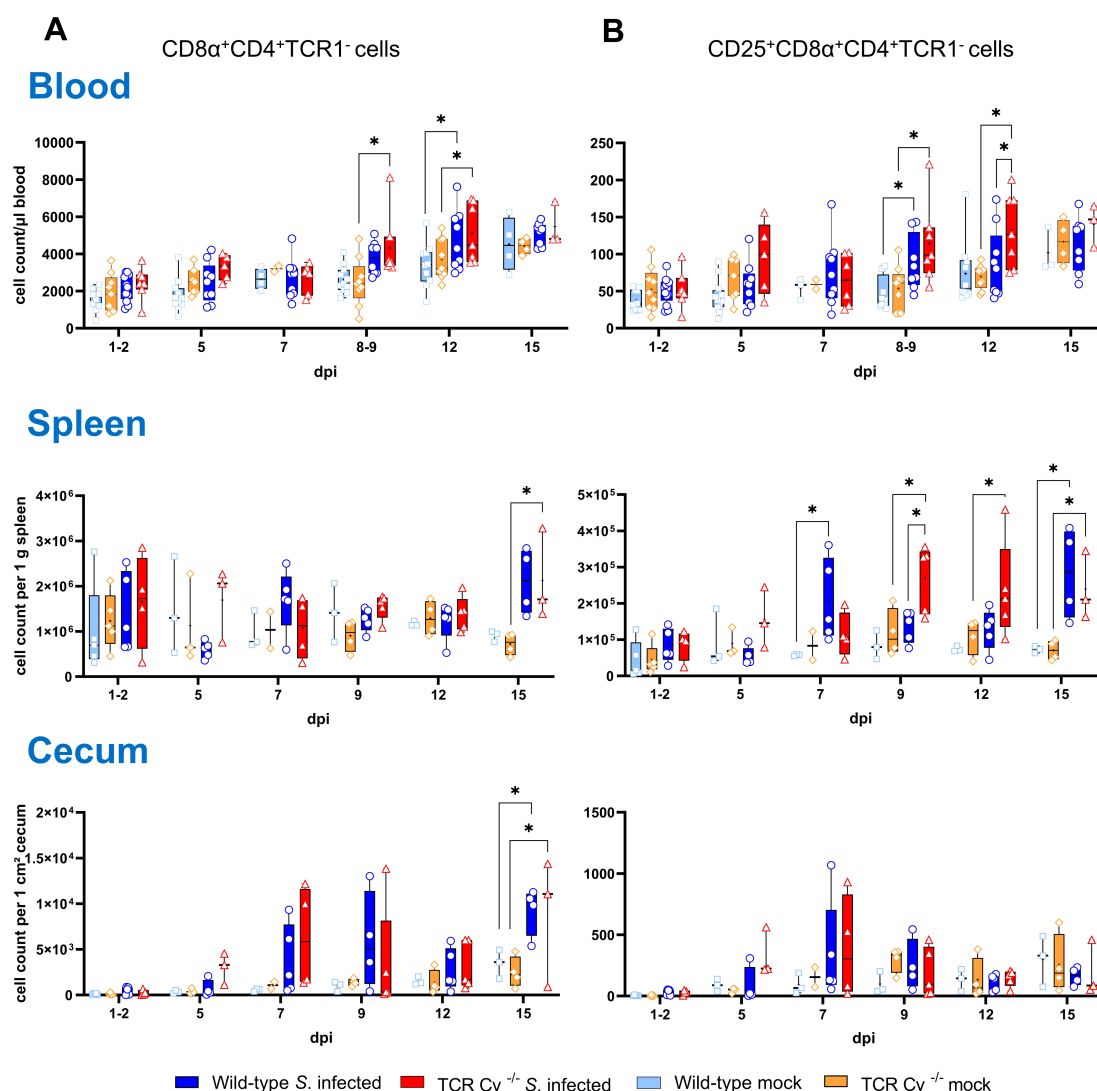 A
B
CD8α⁺CD4⁺TCR1⁻ cells
CD25⁺CD8α⁺CD4⁺TCR1⁻ cells
Blood
cell count/µl blood
10000
8000
6000
4000
2000
0
* * *
1-2 5 7 8-9 12 15
dpi
250
200
150
100
50
0
* * * *
1-2 5 7 8-9 12 15
dpi
Spleen
cell count per 1 g spleen
4×10⁶
3×10⁶
2×10⁶
1×10⁶
0
*
1-2 5 7 9 12 15
dpi
5×10⁵
4×10⁵
3×10⁵
2×10⁵
1×10⁵
0
* * * * * *
1-2 5 7 9 12 15
dpi
Cecum
cell count per 1 cm² cecum
2×10⁴
1.5×10⁴
1×10⁴
5×10³
0
* *
1-2 5 7 9 12 15
dpi
1500
1000
500
0
1-2 5 7 9 12 15
dpi
Wild-type S. infected
TCR Cγ ⁻/⁻ S. infected
Wild-type mock
TCR Cγ ⁻/⁻ mock